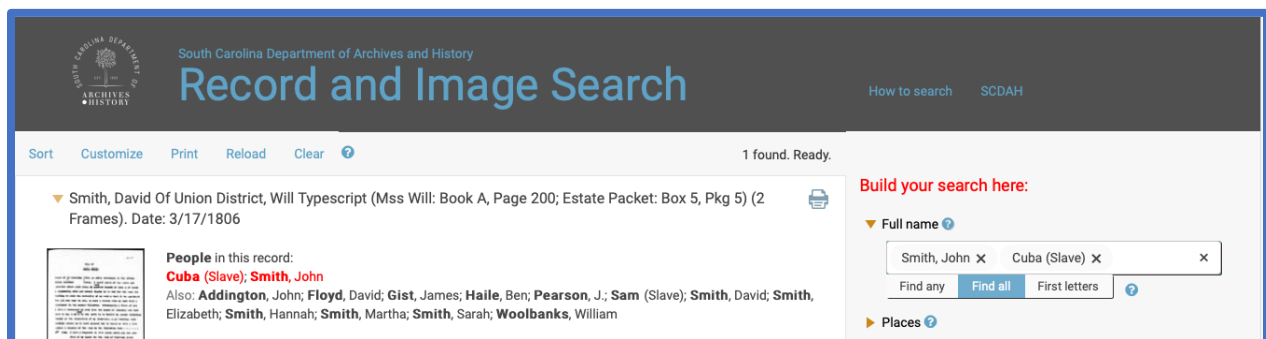 SOUTH CAROLINA DEPARTMENT OF
ARCHIVES
HISTORY
South Carolina Department of Archives and History
Record and Image Search
How to search SCDAH
Sort Customize Print Reload Clear ? 1 found. Ready.
Smith, David Of Union District, Will Typescript (Mss Will: Book A, Page 200; Estate Packet: Box 5, Pkg 5) (2
Frames). Date: 3/17/1806
People in this record:
Cuba (Slave); Smith, John
Also: Addington, John; Floyd, David; Gist, James; Haile, Ben; Pearson, J.; Sam (Slave); Smith, David; Smith,
Elizabeth; Smith, Hannah; Smith, Martha; Smith, Sarah; Woolbanks, William
Build your search here:
Full name ?
Smith, John × Cuba (Slave) × ×
Find any Find all First letters ?
Places ?